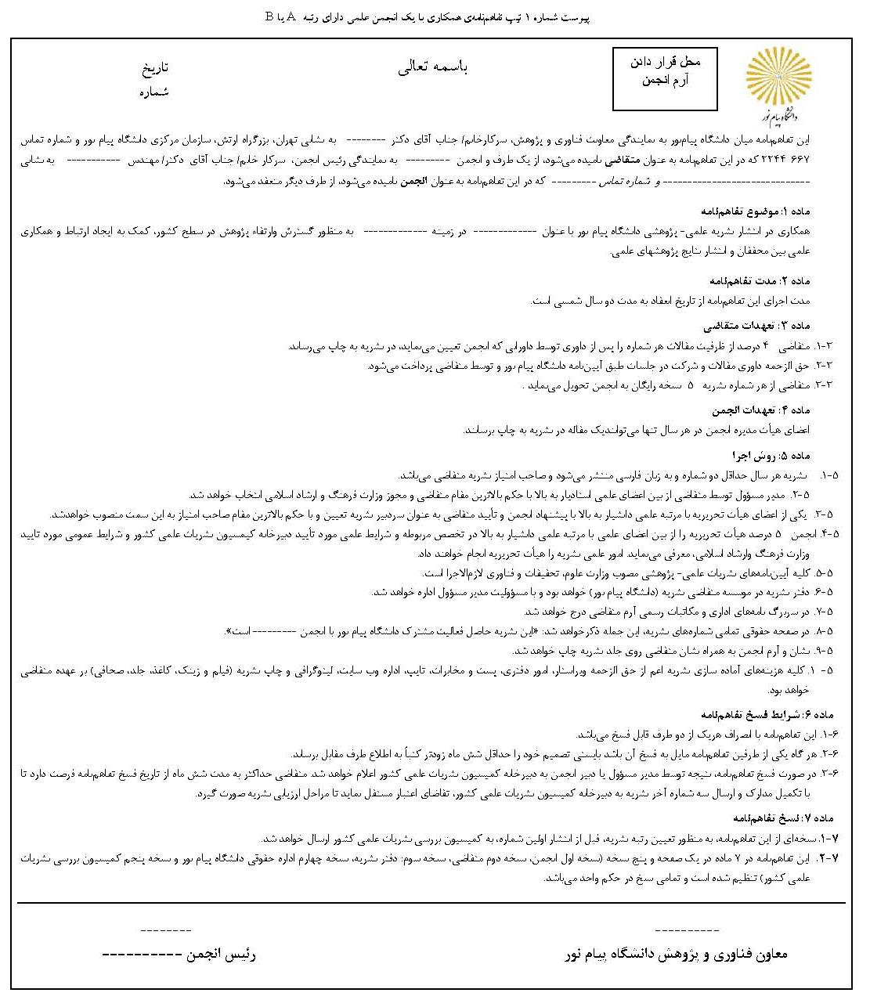 پیوست شماره ۱ تیپ تفاهم‌نامه‌ی همکاری با یک انجمن علمی دارای رتبه A یا B
دانشگاه پیام نور
محل قرار دادن
آرم انجمن
باسمه تعالی
تاریخ
شماره
این تفاهم‌نامه میان دانشگاه پیام‌نور به نمایندگی معاونت فناوری و پژوهش، سرکارخانم/ جناب آقای دکتر -------- به نشانی تهران، بزرگراه ارتش، سازمان مرکزی دانشگاه پیام نور و شماره تماس
۲۲۴۴ ۶۶۷ که در این تفاهم‌نامه به عنوان متقاضی نامیده می‌شود، از یک طرف و انجمن --------- به نمایندگی رئیس انجمن، سرکار خانم/ جناب آقای دکتر/ مهندس ----------- به نشانی
------------------------------ و شماره تماس --------- که در این تفاهم‌نامه به عنوان انجمن نامیده می‌شود، از طرف دیگر منعقد می‌شود.
ماده ۱: موضوع تفاهم‌نامه
همکاری در انتشار نشریه علمی- پژوهشی دانشگاه پیام نور با عنوان ------------- در زمینه ------------- به منظور گسترش وارتقاء پژوهش در سطح کشور، کمک به ایجاد ارتباط و همکاری
علمی بین محققان و انتشار نتایج پژوهشهای علمی.
ماده ۲: مدت تفاهم‌نامه
مدت اجرای این تفاهم‌نامه از تاریخ انعقاد به مدت دو سال شمسی است.
ماده ۳: تعهدات متقاضی
۳-۱. متقاضی ۴ درصد از ظرفیت مقالات هر شماره را پس از داوری توسط داورانی که انجمن تعیین می‌نماید، در نشریه به چاپ می‌رساند.
۳-۲. حق الزحمه داوری مقالات و شرکت در جلسات طبق آیین‌نامه دانشگاه پیام نور و توسط متقاضی پرداخت می‌شود.
۳-۳. متقاضی از هر شماره نشریه ۵ نسخه رایگان به انجمن تحویل می‌نماید .
ماده ۴: تعهدات انجمن
اعضای هیأت مدیره انجمن در هر سال تنها می‌توانندیک مقاله در نشریه به چاپ برسانند.
ماده ۵: روش اجرا
۵-۱. نشریه هر سال حداقل دو شماره و به زبان فارسی منتشر می‌شود و صاحب امتیاز نشریه متقاضی می‌باشد.
۵-۲. مدیر مسؤول توسط متقاضی از بین اعضای علمی استادیار به بالا با حکم بالاترین مقام متقاضی و مجوز وزارت فرهنگ و ارشاد اسلامی انتخاب خواهد شد.
۵-۳. یکی از اعضای هیأت تحریریه با مرتبه علمی دانشیار به بالا با پیشنهاد انجمن و تأیید متقاضی به عنوان سردبیر نشریه تعیین و با حکم بالاترین مقام صاحب امتیاز به این سمت منصوب خواهدشد.
۵-۴. انجمن ۵ درصد هیأت تحریریه را از بین اعضای علمی با مرتبه علمی دانشیار به بالا در تخصص مربوطه و شرایط علمی مورد تأیید دبیرخانه کیمسیون نشریات علمی کشور و شرایط عمومی مورد تایید
وزارت فرهنگ وارشاد اسلامی، معرفی می‌نماید. امور علمی نشریه را هیأت تحریریه انجام خواهند داد.
۵-۵. کلیه آیین‌نامه‌های نشریات علمی- پژوهشی مصوب وزارت علوم، تحقیقات و فناوری لازم‌الاجرا است.
۵-۶. دفتر نشریه در موسسه متقاضی نشریه (دانشگاه پیام نور) خواهد بود و با مسؤولیت مدیر مسؤول اداره خواهد شد.
۵-۷. در سربرگ نامه‌های اداری و مکاتبات رسمی آرم متقاضی درج خواهد شد.
۵-۸. در صفحه حقوقی تمامی شماره‌های نشریه، این جمله ذکرخواهد شد: «این نشریه حاصل فعالیت مشترک دانشگاه پیام نور با انجمن --------- است».
۵-۹. نشان و آرم انجمن به همراه نشان متقاضی روی جلد نشریه چاپ خواهد شد.
۵- ۱. کلیه هزینه‌های آماده سازی نشریه اعم از حق الزحمه ویراستار، امور دفتری، پست و مخابرات، تایپ، اداره وب سایت، لیتوگرافی و چاپ نشریه (فیلم و زینک، کاغذ، جلد، صحافی) بر عهده متقاضی
خواهد بود.
ماده ۶: شرایط فسخ تفاهم‌نامه
۶-۱. این تفاهم‌نامه با انصراف هریک از دو طرف قابل فسخ می‌باشد.
۶-۲. هر گاه یکی از طرفین تفاهم‌نامه مایل به فسخ آن باشد بایستی تصمیم خود را حداقل شش ماه زودتر کتباً به اطلاع طرف مقابل برساند.
۶-۳. در صورت فسخ تفاهم‌نامه، نتیجه توسط مدیر مسؤول یا دبیر انجمن به دبیرخانه کمیسیون نشریات علمی کشور اعلام خواهد شد. متقاضی حداکثر به مدت شش ماه از تاریخ فسخ تفاهم‌نامه فرصت دارد تا
با تکمیل مدارک و ارسال سه شماره آخر نشریه به دبیرخانه کمیسیون نشریات علمی کشور، تقاضای اعتبار مستقل نماید تا مراحل ارزیابی نشریه صورت گیرد.
ماده ۷: نسخ تفاهم‌نامه
۷-۱. نسخه‌ای از این تفاهم‌نامه، به منظور تعیین رتبه نشریه، قبل از انتشار اولین شماره، به کمیسیون بررسی نشریات علمی کشور ارسال خواهد شد.
۷-۲. این تفاهم‌نامه در ۷ ماده در یک صفحه و پنج نسخه (نسخه اول انجمن، نسخه دوم متقاضی، نسخه سوم: دفتر نشریه، نسخه چهارم اداره حقوقی دانشگاه پیام نور و نسخه پنجم کمیسیون بررسی نشریات
علمی کشور) تنظیم شده است و تمامی نسخ در حکم واحد می‌باشد.
---------- --------
معاون فناوری و پژوهش دانشگاه پیام نور رئیس انجمن ----------